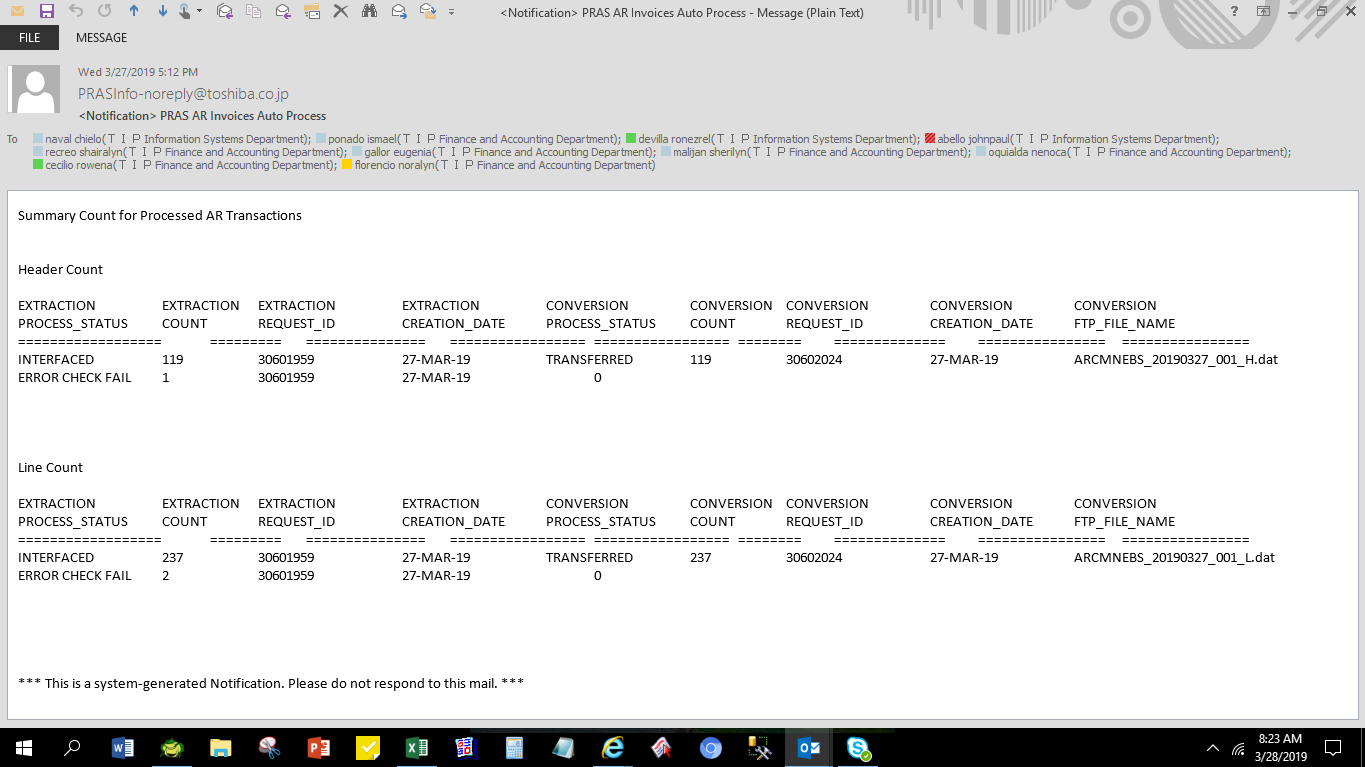 <Notification> PRAS AR Invoices Auto Process - Message (Plain Text)
FILE MESSAGE
Wed 3/27/2019 5:12 PM
PRASInfo-noreply@toshiba.co.jp
<Notification> PRAS AR Invoices Auto Process
To naval chielo(ＴＩＰ Information Systems Department); ponado ismael(ＴＩＰ Finance and Accounting Department); devilla ronezrel(ＴＩＰ Information Systems Department); abello johnpaul(ＴＩＰ Information Systems Department);
recreo shairalyn(ＴＩＰ Finance and Accounting Department); gallor eugenia(ＴＩＰ Finance and Accounting Department); malijan sherilyn(ＴＩＰ Finance and Accounting Department); oquialda nenoca(ＴＩＰ Finance and Accounting Department);
cecilio rowena(ＴＩＰ Finance and Accounting Department); florencio noralyn(ＴＩＰ Finance and Accounting Department)
Summary Count for Processed AR Transactions
Header Count
EXTRACTION EXTRACTION EXTRACTION EXTRACTION CONVERSION CONVERSION CONVERSION CONVERSION CONVERSION
PROCESS_STATUS COUNT REQUEST_ID CREATION_DATE PROCESS_STATUS COUNT REQUEST_ID CREATION_DATE FTP_FILE_NAME
================== ========= =============== ================= ================= ======== ============== ================ ================
INTERFACED 119 30601959 27-MAR-19 TRANSFERRED 119 30602024 27-MAR-19 ARCMNEBS_20190327_001_H.dat
ERROR CHECK FAIL 1 30601959 27-MAR-19 0
Line Count
EXTRACTION EXTRACTION EXTRACTION EXTRACTION CONVERSION CONVERSION CONVERSION CONVERSION CONVERSION
PROCESS_STATUS COUNT REQUEST_ID CREATION_DATE PROCESS_STATUS COUNT REQUEST_ID CREATION_DATE FTP_FILE_NAME
================== ========= =============== ================= ================= ======== ============== ================ ================
INTERFACED 237 30601959 27-MAR-19 TRANSFERRED 237 30602024 27-MAR-19 ARCMNEBS_20190327_001_L.dat
ERROR CHECK FAIL 2 30601959 27-MAR-19 0
*** This is a system-generated Notification. Please do not respond to this mail. ***
8:23 AM
3/28/2019